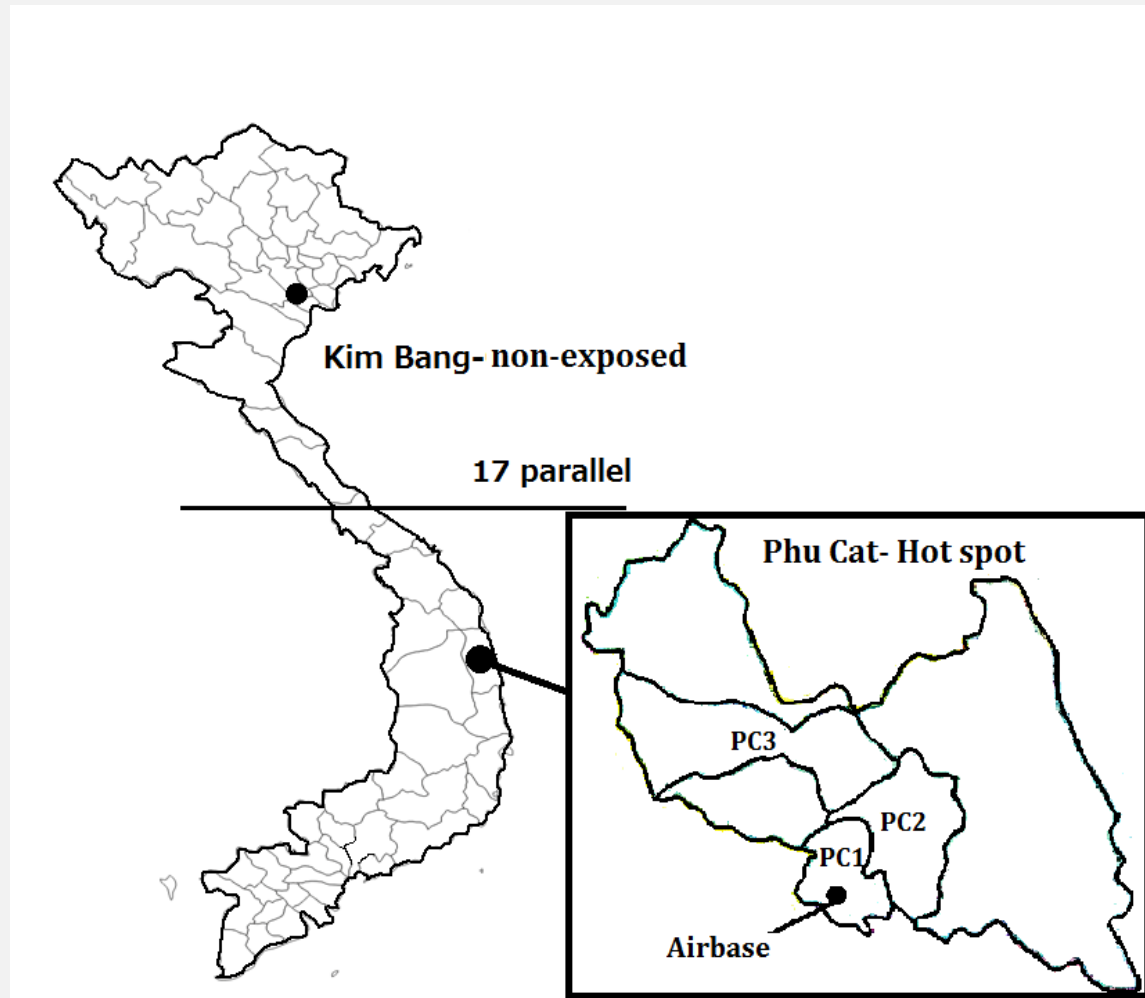 Kim Bang- non-exposed
17 parallel
Phu Cat- Hot spot
PC3
PC2
PC1
Airbase